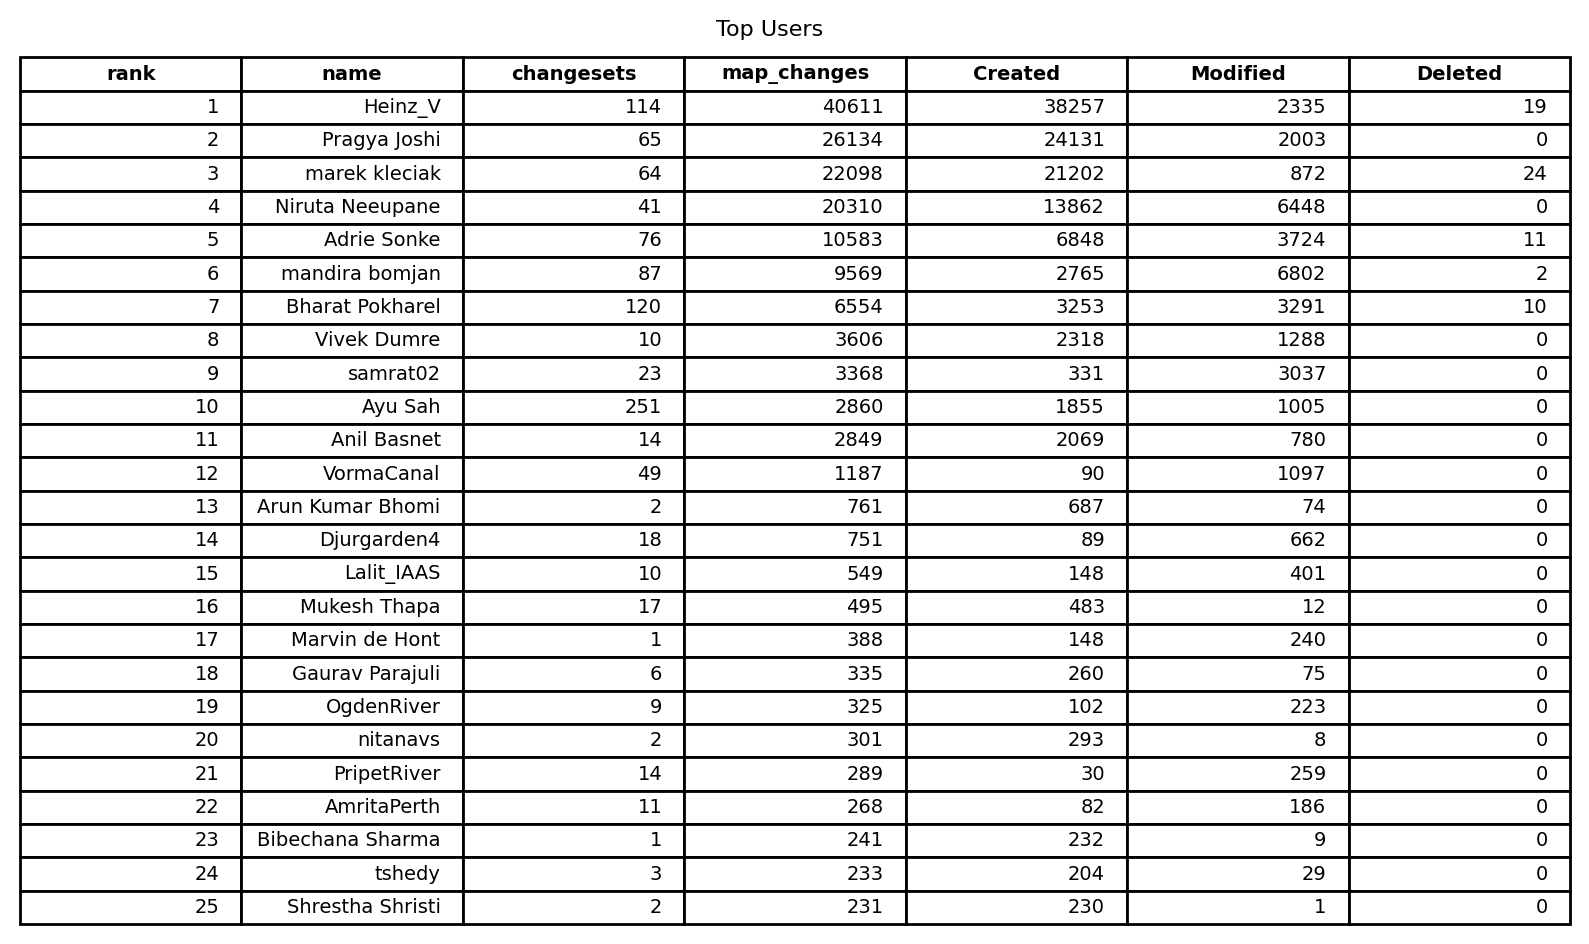 Top Users
rank name changesets map_changes Created Modified Deleted
1 Heinz_V 114 40611 38257 2335 19
2 Pragya Joshi 65 26134 24131 2003 0
3 marek kleciak 64 22098 21202 872 24
4 Niruta Neeupane 41 20310 13862 6448 0
5 Adrie Sonke 76 10583 6848 3724 11
6 mandira bomjan 87 9569 2765 6802 2
7 Bharat Pokharel 120 6554 3253 3291 10
8 Vivek Dumre 10 3606 2318 1288 0
9 samrat02 23 3368 331 3037 0
10 Ayu Sah 251 2860 1855 1005 0
11 Anil Basnet 14 2849 2069 780 0
12 VormaCanal 49 1187 90 1097 0
13 Arun Kumar Bhomi 2 761 687 74 0
14 Djurgarden4 18 751 89 662 0
15 Lalit_IAAS 10 549 148 401 0
16 Mukesh Thapa 17 495 483 12 0
17 Marvin de Hont 1 388 148 240 0
18 Gaurav Parajuli 6 335 260 75 0
19 OgdenRiver 9 325 102 223 0
20 nitanavs 2 301 293 8 0
21 PripetRiver 14 289 30 259 0
22 AmritaPerth 11 268 82 186 0
23 Bibechana Sharma 1 241 232 9 0
24 tshedy 3 233 204 29 0
25 Shrestha Shristi 2 231 230 1 0